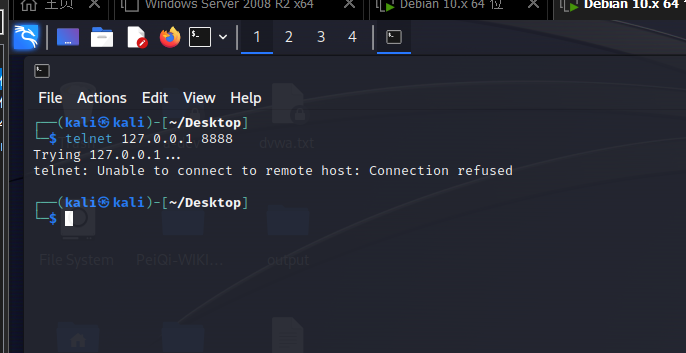 主页 Windows Server 2008 R2 x64 Debian 10.x 64 位 Debian 10.x 64
1 2 3 4
File Actions Edit View Help
┌──(kali㉿kali)-[~/Desktop]
└─$ telnet 127.0.0.1 8888
dvwa.txt
Trying 127.0.0.1...
telnet: Unable to connect to remote host: Connection refused
┌──(kali㉿kali)-[~/Desktop]
└─$
File System PeiQi-WIKI ... output